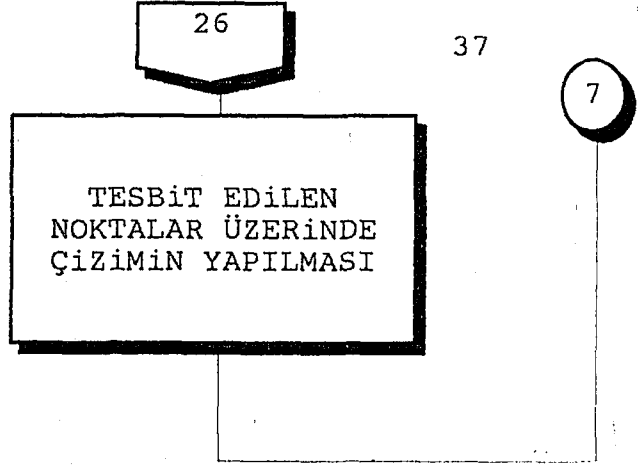 26
37
7
TESBiT EDiLEN
NOKTALAR ÜZERiNDE
ÇiZiMiN YAPILMASI